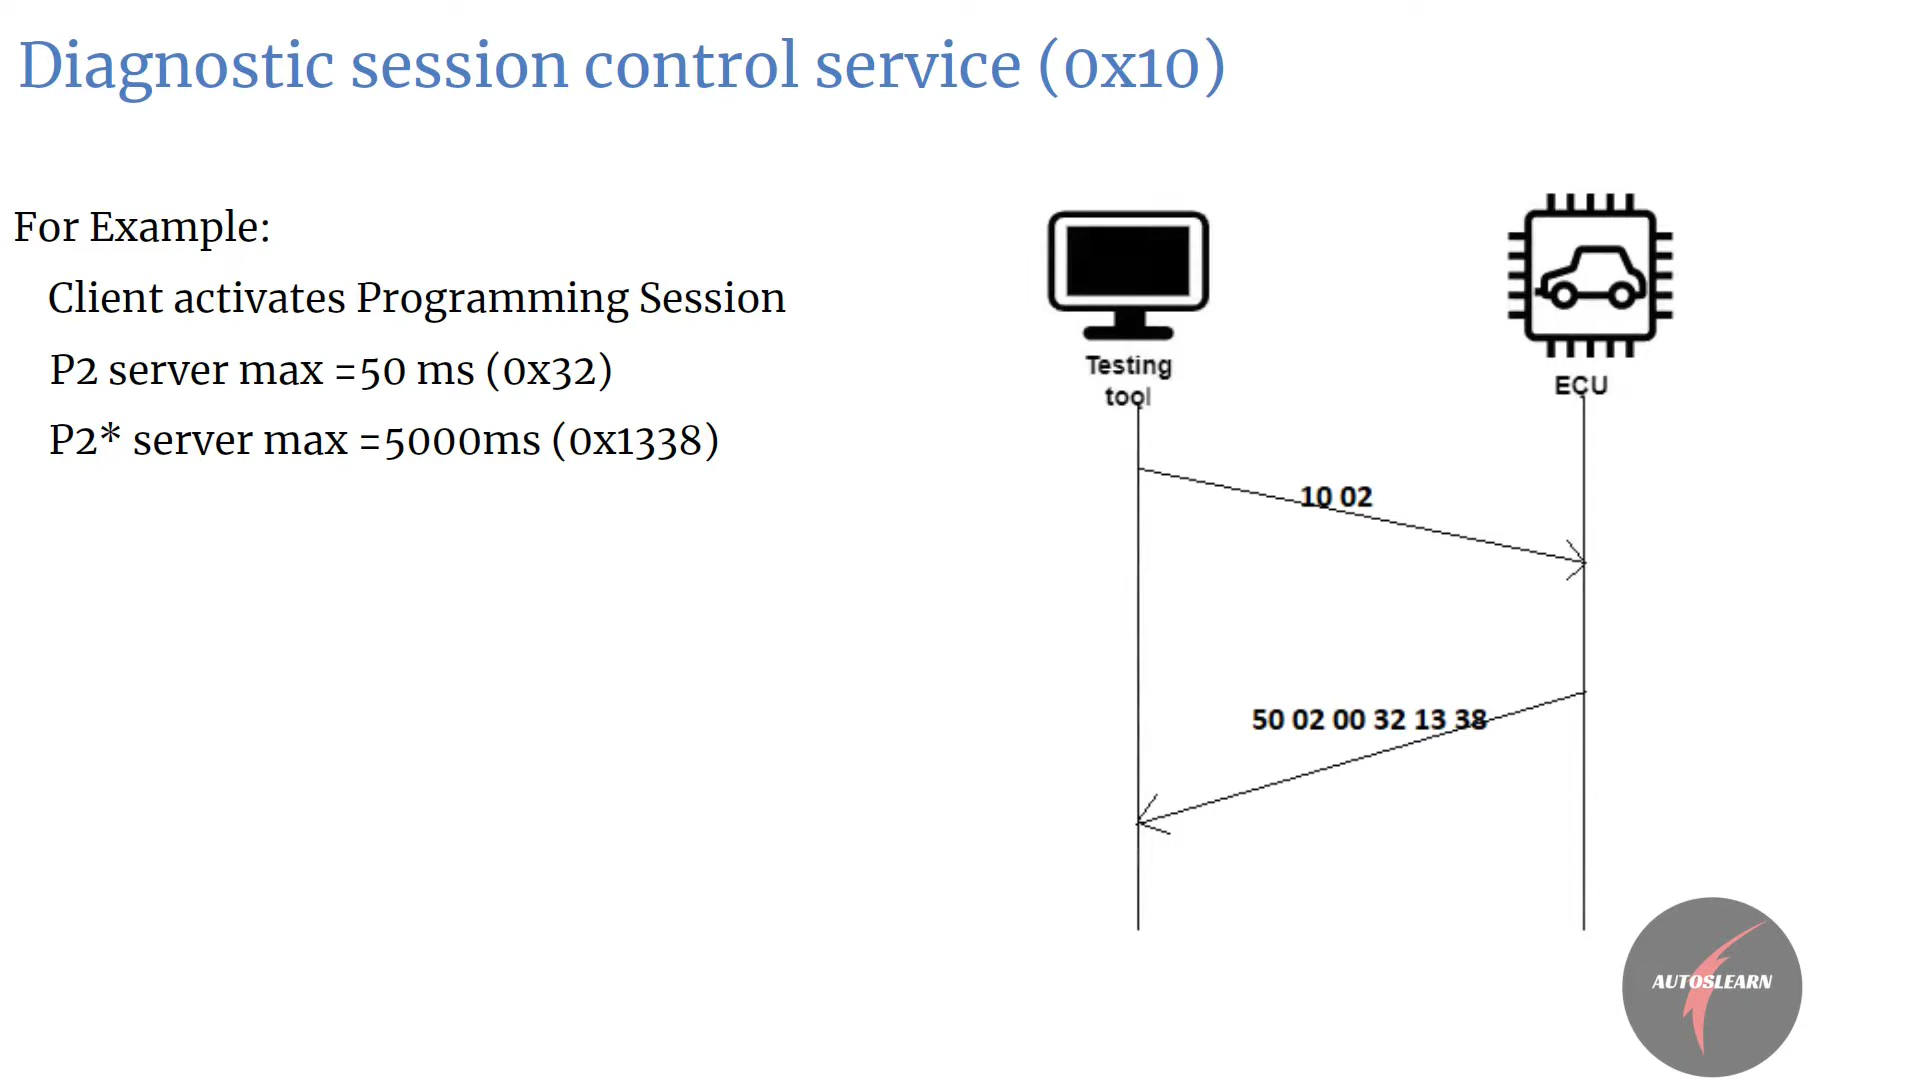 Diagnostic session control service (0x10)
For Example:
Client activates Programming Session
P2 server max =50 ms (0x32)
P2* server max =5000ms (0x1338)
Testing
tool
ECU
10 02
50 02 00 32 13 38
AUTOSLEARN